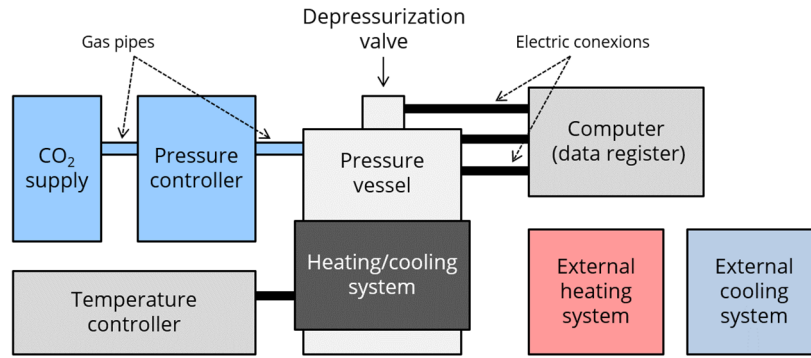 Depressurization
valve
Gas pipes
Electric conexions
CO₂
supply
Pressure
controller
Pressure
vessel
Computer
(data register)
Heating/cooling
system
Temperature
controller
External
heating
system
External
cooling
system